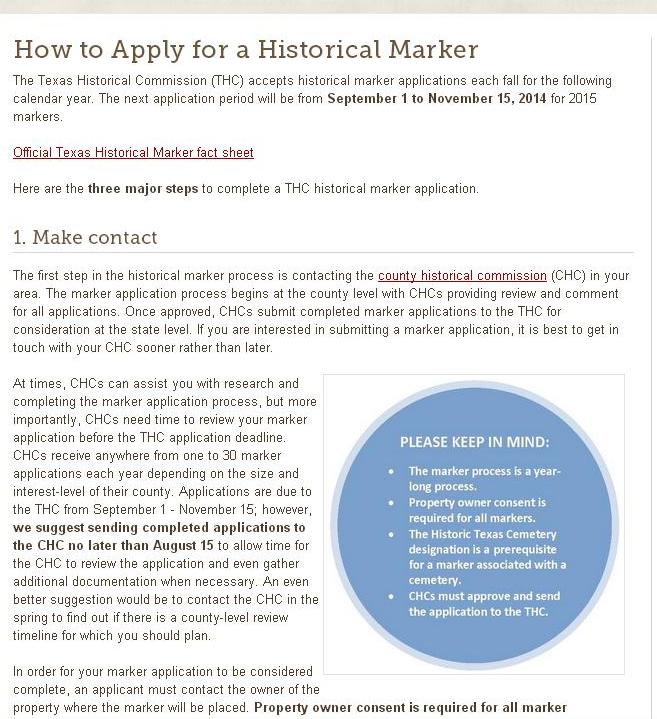 How to Apply for a Historical Marker
The Texas Historical Commission (THC) accepts historical marker applications each fall for the following
calendar year. The next application period will be from September 1 to November 15, 2014 for 2015
markers.
Official Texas Historical Marker fact sheet
Here are the three major steps to complete a THC historical marker application.
1. Make contact
The first step in the historical marker process is contacting the county historical commission (CHC) in your
area. The marker application process begins at the county level with CHCs providing review and comment
for all applications. Once approved, CHCs submit completed marker applications to the THC for
consideration at the state level. If you are interested in submitting a marker application, it is best to get in
touch with your CHC sooner rather than later.
At times, CHCs can assist you with research and
completing the marker application process, but more
importantly, CHCs need time to review your marker
application before the THC application deadline.
CHCs receive anywhere from one to 30 marker
applications each year depending on the size and
interest-level of their county. Applications are due to
the THC from September 1 - November 15; however,
we suggest sending completed applications to
the CHC no later than August 15 to allow time for
the CHC to review the application and even gather
additional documentation when necessary. An even
better suggestion would be to contact the CHC in the
spring to find out if there is a county-level review
timeline for which you should plan.
PLEASE KEEP IN MIND:
• The marker process is a year-
long process.
• Property owner consent is
required for all markers.
• The Historic Texas Cemetery
designation is a prerequisite
for a marker associated with a
cemetery.
• CHCs must approve and send
the application to the THC.
In order for your marker application to be considered
complete, an applicant must contact the owner of the
property where the marker will be placed. Property owner consent is required for all marker